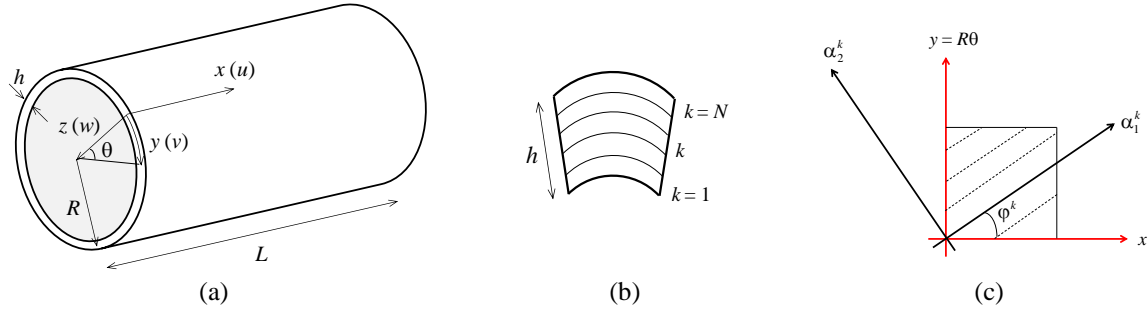 h
x (u)
z (w)
y (v)
θ
R
L
(a)
k = N
k
h
k = 1
(b)
y = Rθ
α₂ᵏ
α₁ᵏ
φᵏ
x
(c)